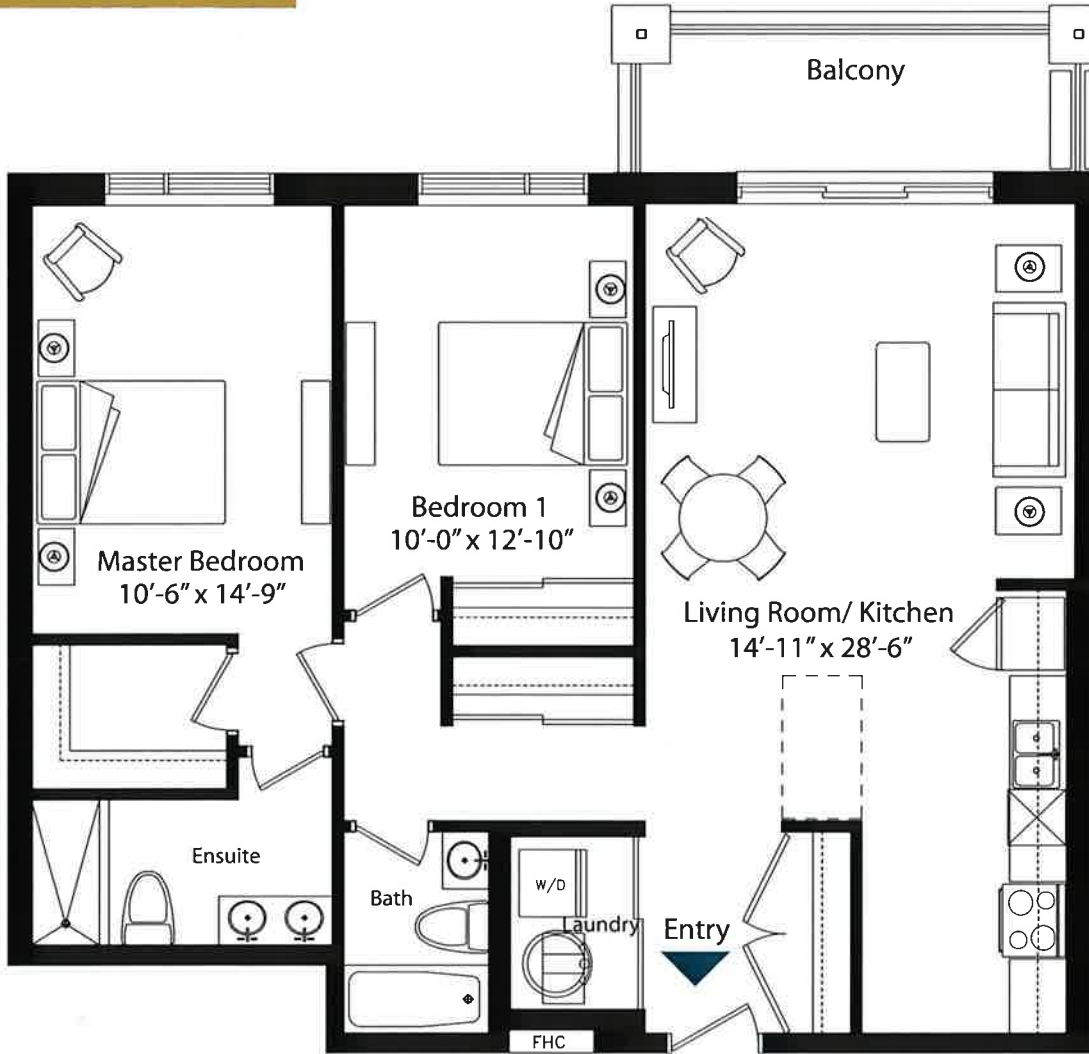 Balcony
Bedroom 1
10'-0" x 12'-10"
Master Bedroom
10'-6" x 14'-9"
Living Room/ Kitchen
14'-11" x 28'-6"
Ensuite
Bath
W/D
Laundry
Entry
FHC